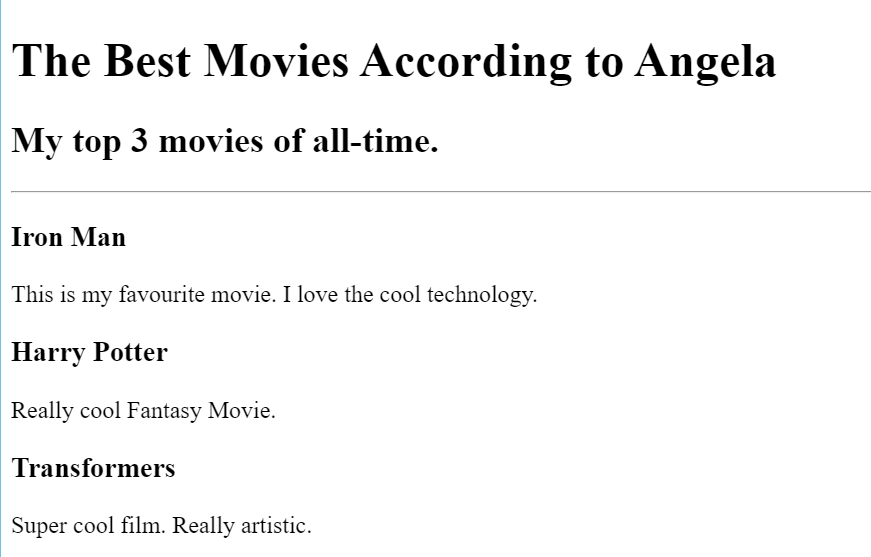 The Best Movies According to Angela
My top 3 movies of all-time.
Iron Man
This is my favourite movie. I love the cool technology.
Harry Potter
Really cool Fantasy Movie.
Transformers
Super cool film. Really artistic.